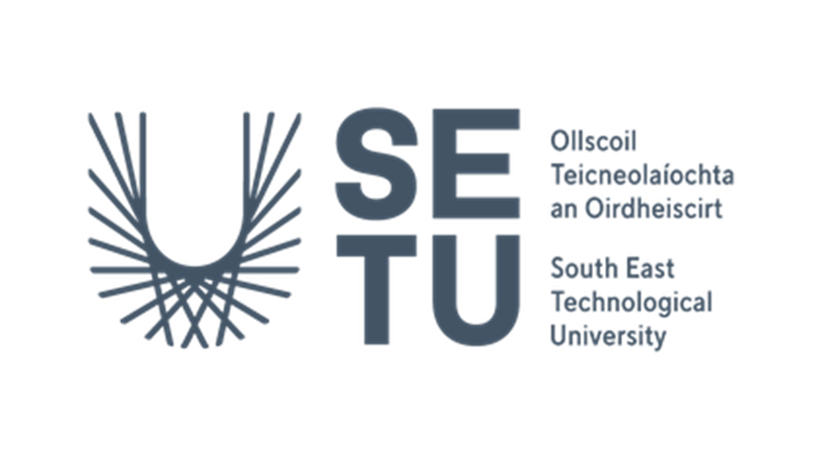 SE
TU
Ollscoil
Teicneolaíochta
an Oirdheiscirt
South East
Technological
University